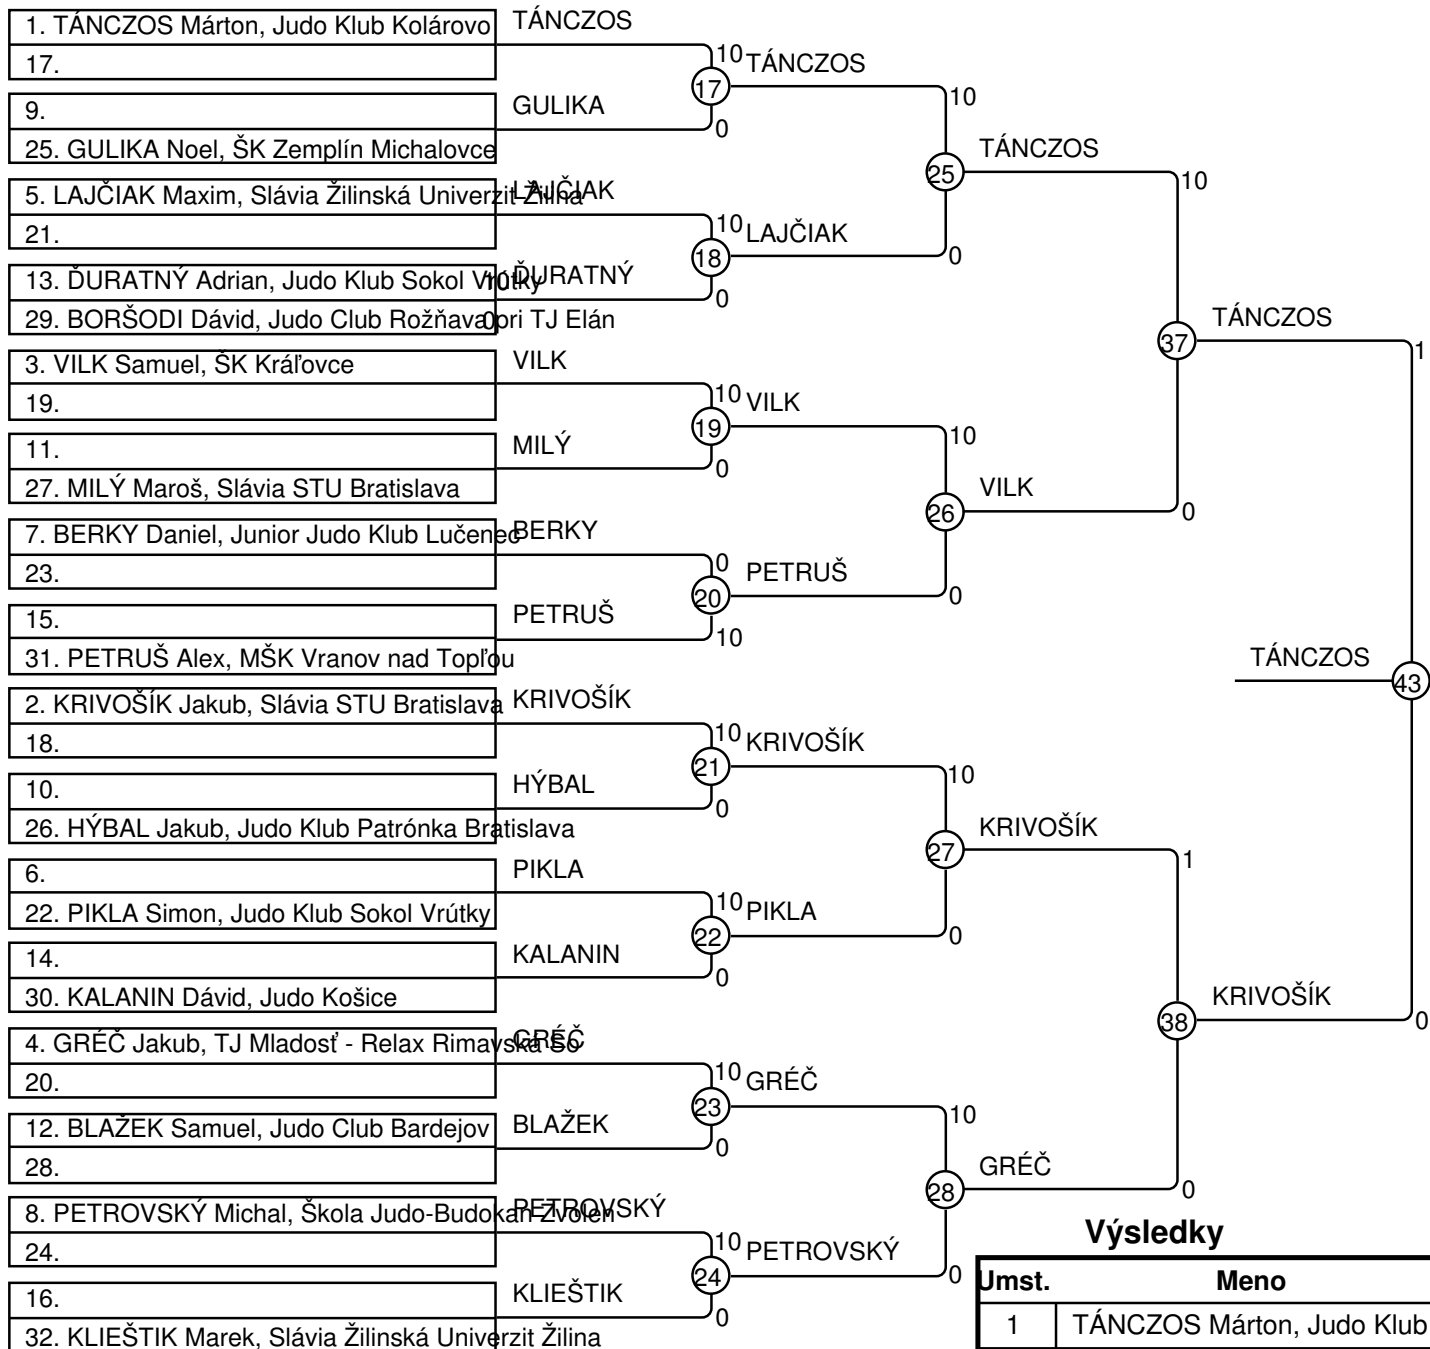 1. TÁNCZOS Márton, Judo Klub Kolárovo
17.
9.
25. GULIKA Noel, ŠK Zemplín Michalovce
5. LAJČIAK Maxim, Slávia Žilinská Univerzit Žilina
21.
13. ĎURATNÝ Adrian, Judo Klub Sokol Vrútky
10
29. BORŠODI Dávid, Judo Club Rožňava pri TJ Elán
0
3. VILK Samuel, ŠK Kráľovce
19.
11.
27. MILÝ Maroš, Slávia STU Bratislava
7. BERKY Daniel, Junior Judo Klub Lučenec
23.
15.
31. PETRUŠ Alex, MŠK Vranov nad Topľou
2. KRIVOŠÍK Jakub, Slávia STU Bratislava
18.
10.
26. HÝBAL Jakub, Judo Klub Patrónka Bratislava
6.
22. PIKLA Simon, Judo Klub Sokol Vrútky
14.
30. KALANIN Dávid, Judo Košice
4. GRÉČ Jakub, TJ Mladosť - Relax Rimavská So
20.
12. BLAŽEK Samuel, Judo Club Bardejov
28.
8. PETROVSKÝ Michal, Škola Judo-Budokan Zvolen
24.
16.
32. KLIEŠTIK Marek, Slávia Žilinská Univerzit Žilina
TÁNCZOS
10
17
GULIKA
0
LAJČIAK
10
18
ĎURATNÝ
0
VILK
10
19
MILÝ
0
BERKY
0
20
PETRUŠ
10
KRIVOŠÍK
10
21
HÝBAL
0
PIKLA
10
22
KALANIN
0
GRÉČ
10
23
BLAŽEK
0
PETROVSKÝ
10
24
KLIEŠTIK
0
TÁNCZOS
10
25
LAJČIAK
0
VILK
10
26
PETRUŠ
0
KRIVOŠÍK
10
27
PIKLA
0
GRÉČ
10
28
PETROVSKÝ
0
TÁNCZOS
10
37
VILK
0
KRIVOŠÍK
1
38
GRÉČ
0
TÁNCZOS
1
43
KRIVOŠÍK
0
TÁNCZOS
Výsledky
Umst. Meno
1 TÁNCZOS Márton, Judo Klub